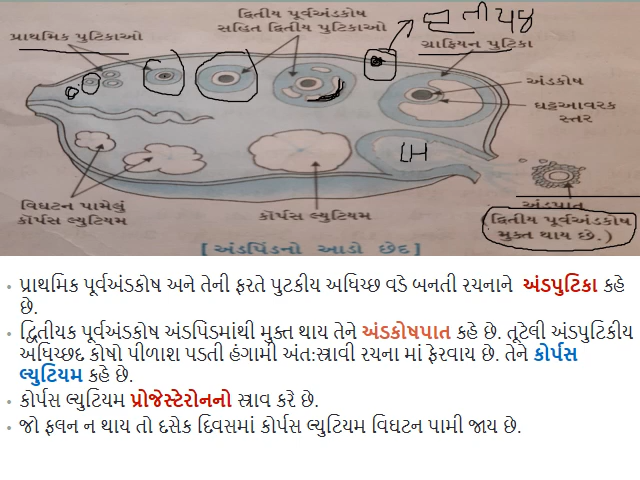 દ્વિતીય પૂર્વઅંડકોષ
સહિત દ્વિતીય પુટિકાઓ
પ્રાથમિક પુટિકાઓ
ગ્રાફિયન પુટિકા
અંડકોષ
ઘટ્ટઆવરક
સ્તર
LH
વિઘટન પામેલું
કૉર્પસ લ્યુટિયમ
કૉર્પસ લ્યુટિયમ
અંડપાત
(દ્વિતીય પૂર્વઅંડકોષ
મુક્ત થાય છે.)
[ અંડપિંડનો આડો છેદ ]
• પ્રાથમિક પૂર્વઅંડકોષ અને તેની ફરતે પુટકીય અધિચ્છ વડે બનતી રચનાને અંડપુટિકા કહે
છે.
• દ્વિતીયક પૂર્વઅંડકોષ અંડપિંડમાંથી મુક્ત થાય તેને અંડકોષપાત કહે છે. તૂટેલી અંડપુટિકીય
અધિચ્છદ કોષો પીળાશ પડતી હંગામી અંત:સ્ત્રાવી રચના માં ફેરવાય છે. તેને કોર્પસ
લ્યુટિયમ કહે છે.
• કોર્પસ લ્યુટિયમ પ્રોજેસ્ટેરોનનો સ્ત્રાવ કરે છે.
• જો ફલન ન થાય તો દસેક દિવસમાં કોર્પસ લ્યુટિયમ વિઘટન પામી જાય છે.